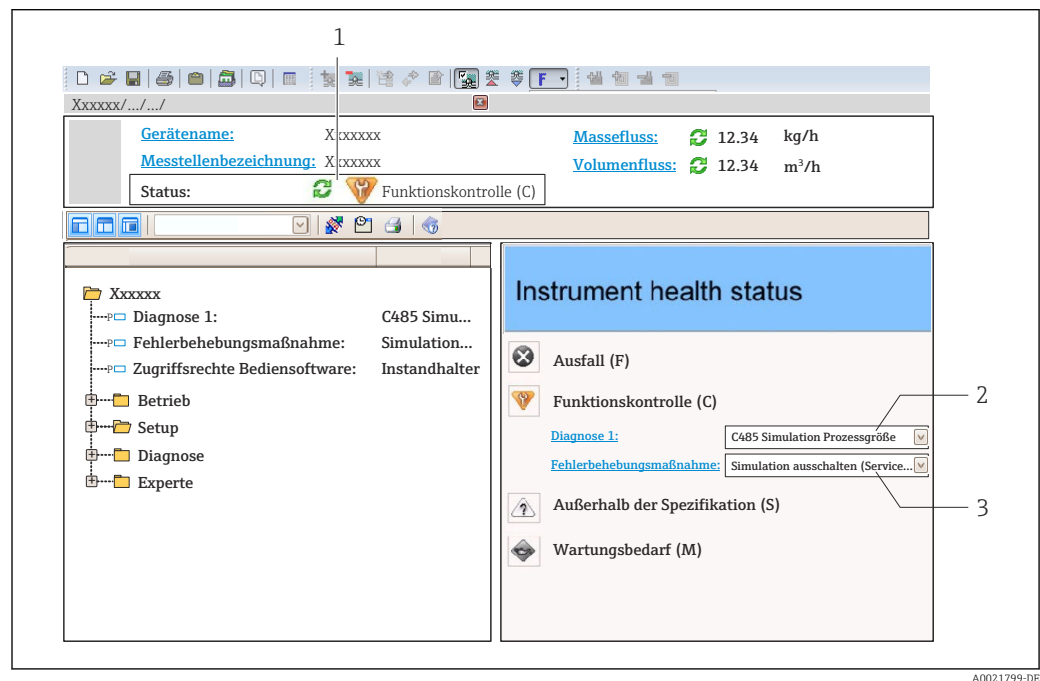 1
F
Xxxxxx/.../.../
Gerätename: Xxxxxxx
Massefluss: 12.34 kg/h
Messstellenbezeichnung: Xxxxxxx
Volumenfluss: 12.34 m³/h
Status: Funktionskontrolle (C)
Xxxxxx
P Diagnose 1: C485 Simu...
P Fehlerbehebungsmaßnahme: Simulation...
P Zugriffsrechte Bediensoftware: Instandhalter
Betrieb
Setup
Diagnose
Experte
Instrument health status
Ausfall (F)
Funktionskontrolle (C)
2
Diagnose 1: C485 Simulation Prozessgröße
Fehlerbehebungsmaßnahme: Simulation ausschalten (Service...
Außerhalb der Spezifikation (S)
3
Wartungsbedarf (M)
A0021799-DE